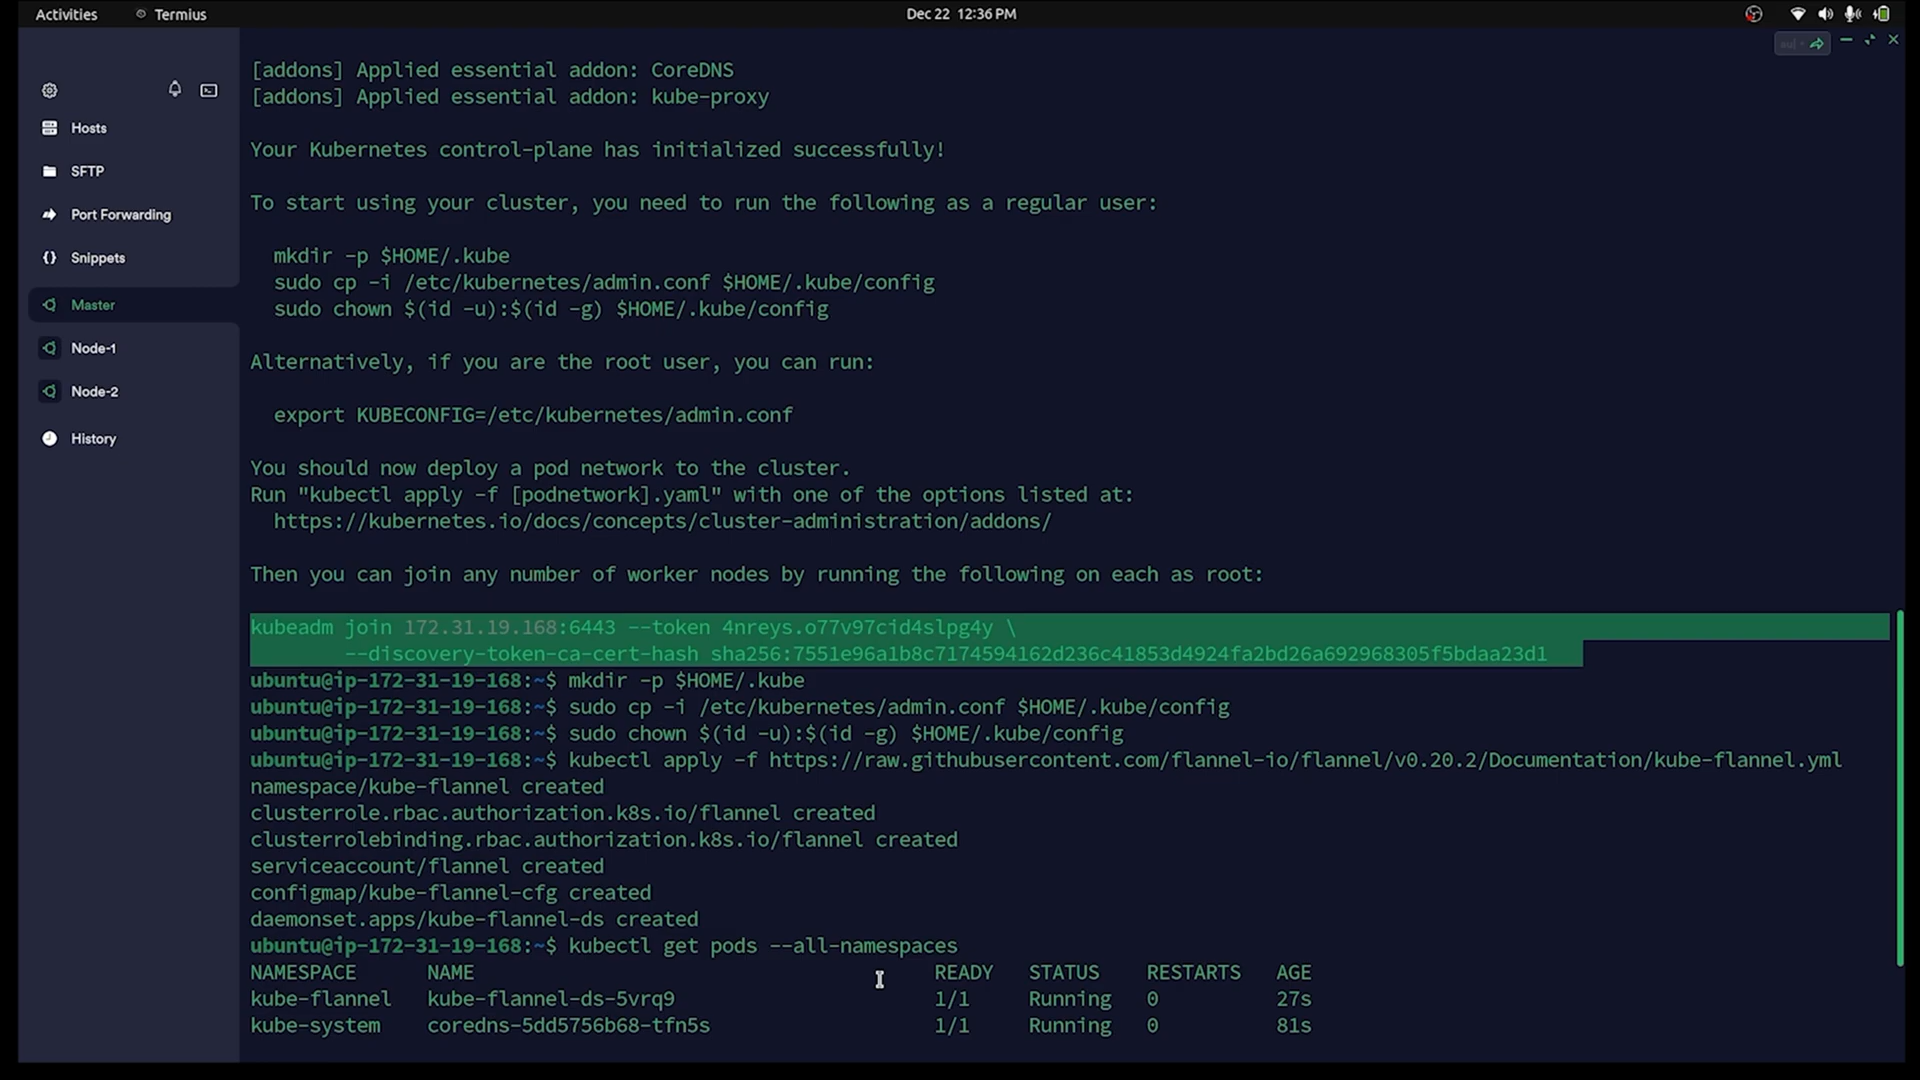 Activities
Termius
Dec 22 12:36 PM
Hosts
SFTP
Port Forwarding
Snippets
Master
Node-1
Node-2
History
[addons] Applied essential addon: CoreDNS
[addons] Applied essential addon: kube-proxy
Your Kubernetes control-plane has initialized successfully!
To start using your cluster, you need to run the following as a regular user:
mkdir -p $HOME/.kube
sudo cp -i /etc/kubernetes/admin.conf $HOME/.kube/config
sudo chown $(id -u):$(id -g) $HOME/.kube/config
Alternatively, if you are the root user, you can run:
export KUBECONFIG=/etc/kubernetes/admin.conf
You should now deploy a pod network to the cluster.
Run "kubectl apply -f [podnetwork].yaml" with one of the options listed at:
https://kubernetes.io/docs/concepts/cluster-administration/addons/
Then you can join any number of worker nodes by running the following on each as root:
kubeadm join 172.31.19.168:6443 --token 4nreys.o77v97cid4slpg4y \
--discovery-token-ca-cert-hash sha256:7551e96a1b8c7174594162d236c41853d4924fa2bd26a692968305f5bdaa23d1
ubuntu@ip-172-31-19-168:~$ mkdir -p $HOME/.kube
ubuntu@ip-172-31-19-168:~$ sudo cp -i /etc/kubernetes/admin.conf $HOME/.kube/config
ubuntu@ip-172-31-19-168:~$ sudo chown $(id -u):$(id -g) $HOME/.kube/config
ubuntu@ip-172-31-19-168:~$ kubectl apply -f https://raw.githubusercontent.com/flannel-io/flannel/v0.20.2/Documentation/kube-flannel.yml
namespace/kube-flannel created
clusterrole.rbac.authorization.k8s.io/flannel created
clusterrolebinding.rbac.authorization.k8s.io/flannel created
serviceaccount/flannel created
configmap/kube-flannel-cfg created
daemonset.apps/kube-flannel-ds created
ubuntu@ip-172-31-19-168:~$ kubectl get pods --all-namespaces
NAMESPACE NAME READY STATUS RESTARTS AGE
kube-flannel kube-flannel-ds-5vrq9 1/1 Running 0 27s
kube-system coredns-5dd5756b68-tfn5s 1/1 Running 0 81s